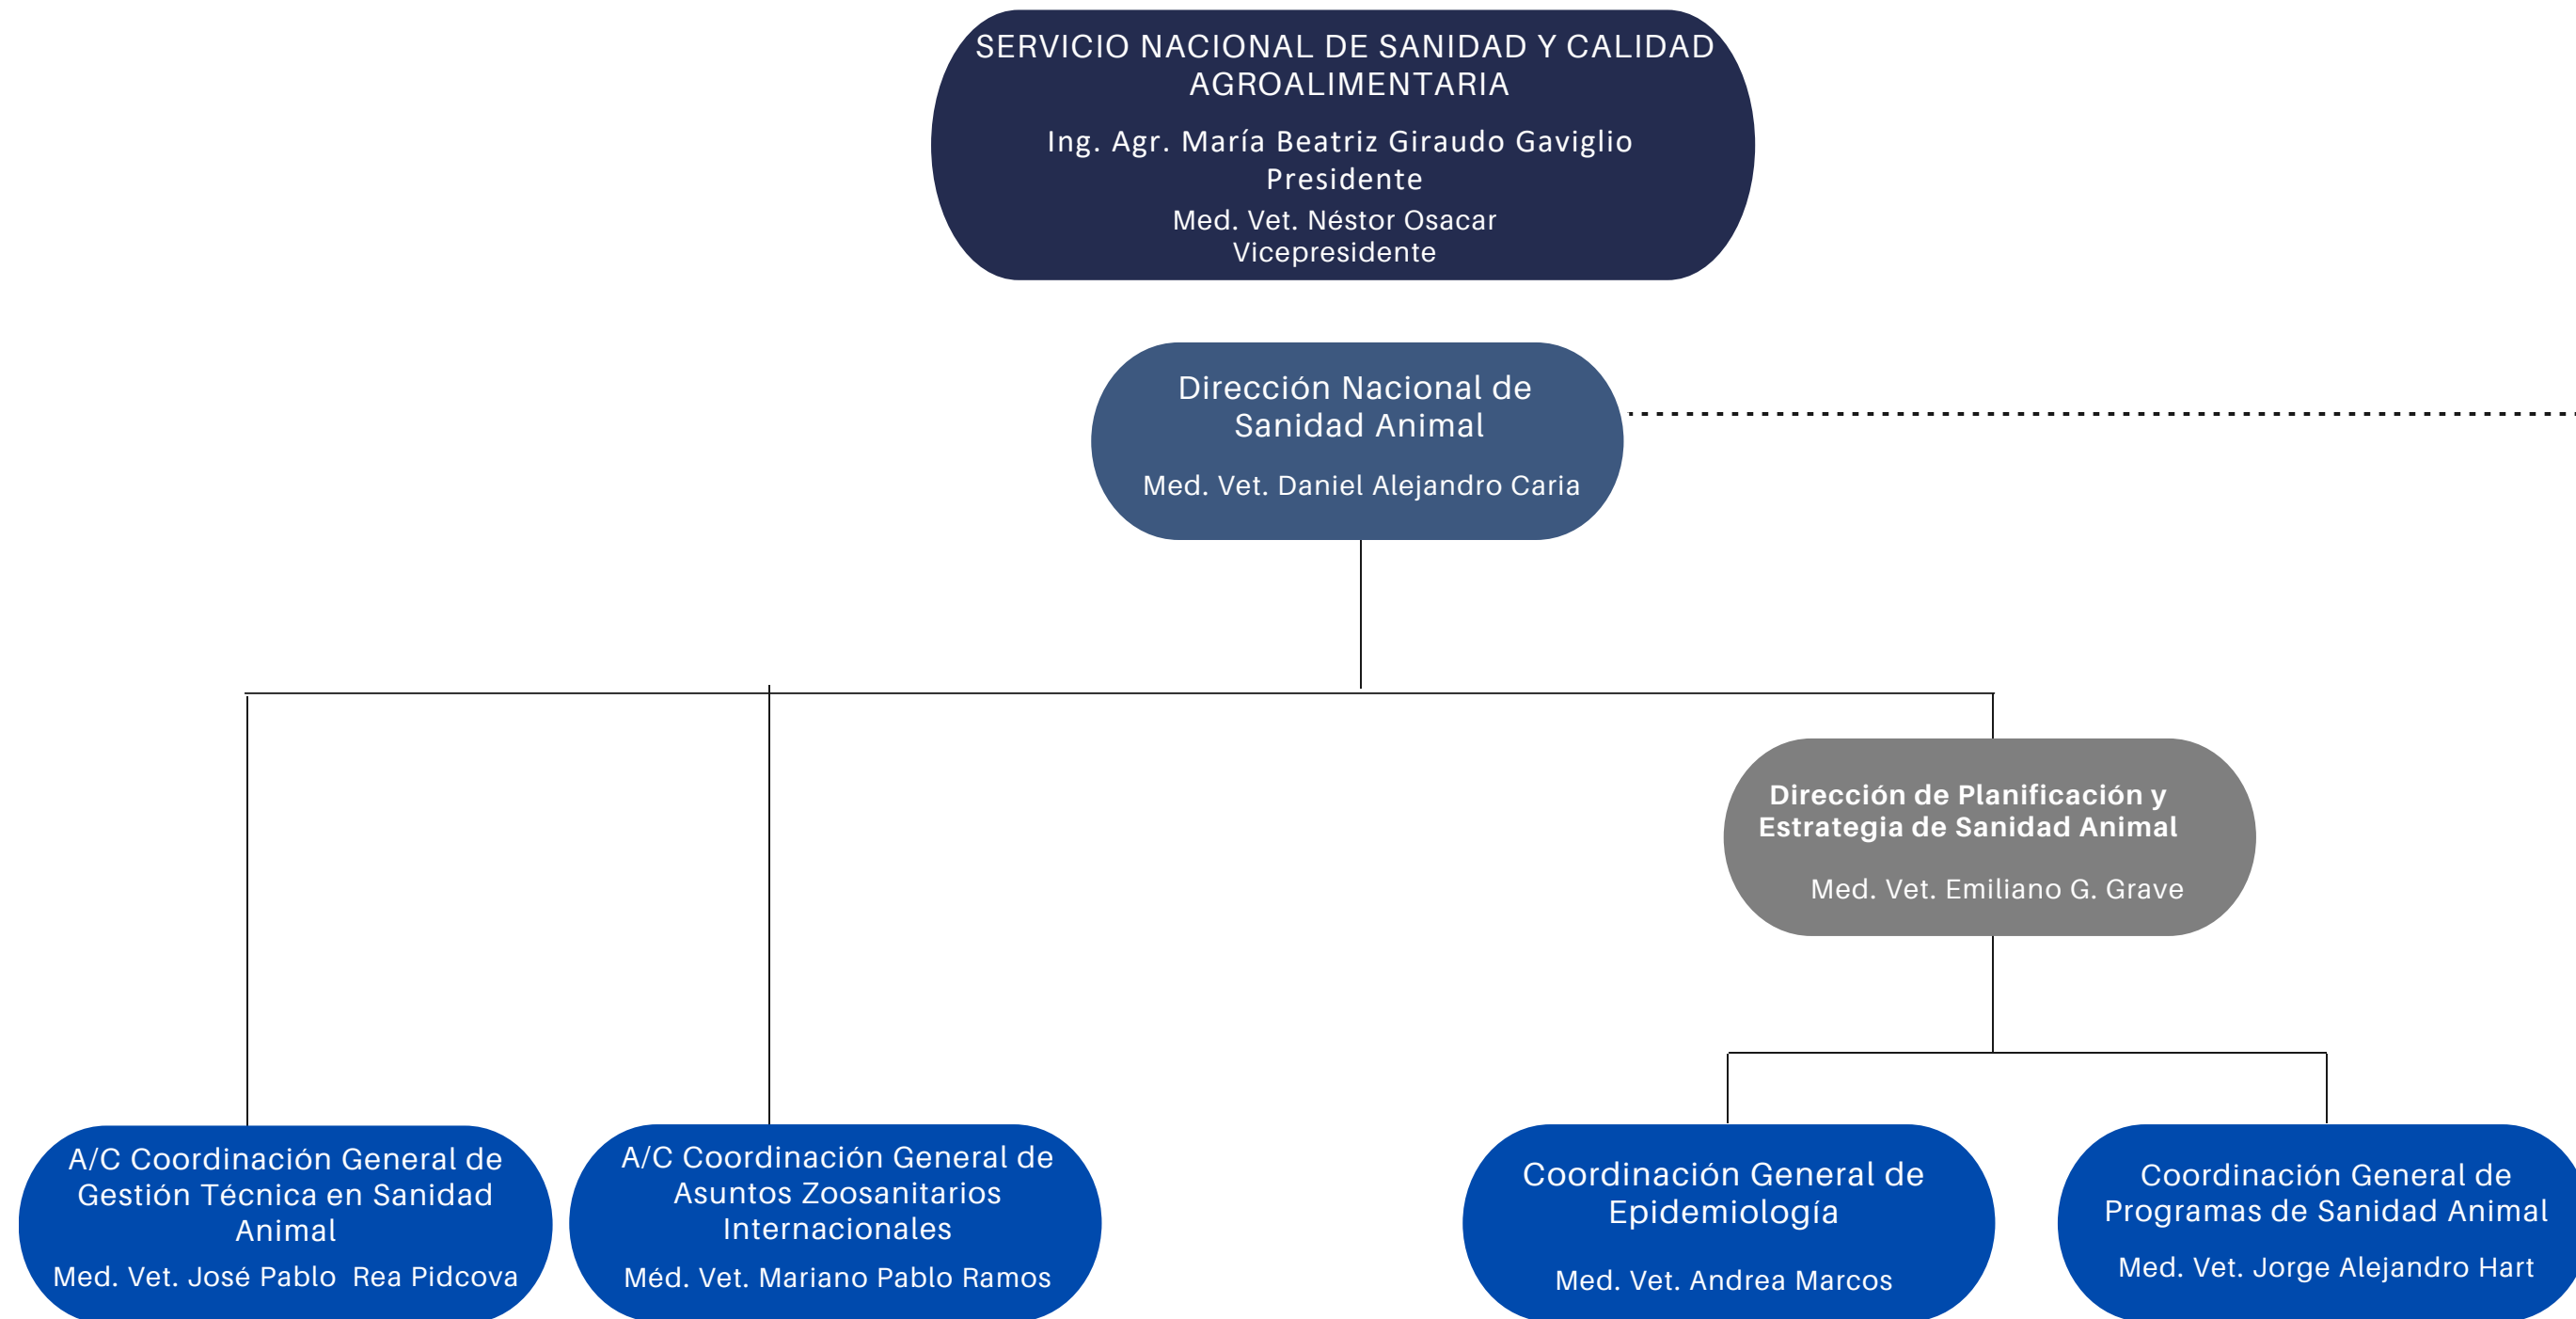 SERVICIO NACIONAL DE SANIDAD Y CALIDAD
AGROALIMENTARIA
Ing. Agr. María Beatriz Giraudo Gaviglio
Presidente
Med. Vet. Néstor Osacar
Vicepresidente
Dirección Nacional de
Sanidad Animal
Med. Vet. Daniel Alejandro Caria
Dirección de Planificación y
Estrategia de Sanidad Animal
Med. Vet. Emiliano G. Grave
A/C Coordinación General de
Gestión Técnica en Sanidad
Animal
Med. Vet. José Pablo  Rea Pidcova
A/C Coordinación General de
Asuntos Zoosanitarios
Internacionales
Méd. Vet. Mariano Pablo Ramos
Coordinación General de
Epidemiología
Med. Vet. Andrea Marcos
Coordinación General de
Programas de Sanidad Animal
Med. Vet. Jorge Alejandro Hart